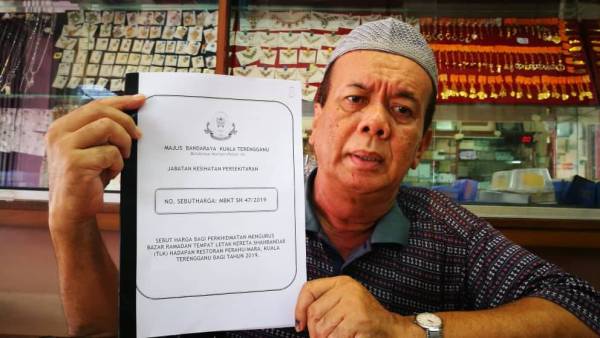 MAJLIS BANDARAYA KUALA TERENGGANU
JABATAN KESIHATAN PERSEKITARAN
NO. SEBUTHARGA: MBKT SH 47/2019
SEBUT HARGA BAGI PERKHIDMATAN MENGURUS
BAZAR RAMADAN TEMPAT LETAK KERETA SHAHBANDAR
(TLK) HADAPAN RESTORAN PERAHU MARA, KUALA
TERENGGANU BAGI TAHUN 2019.